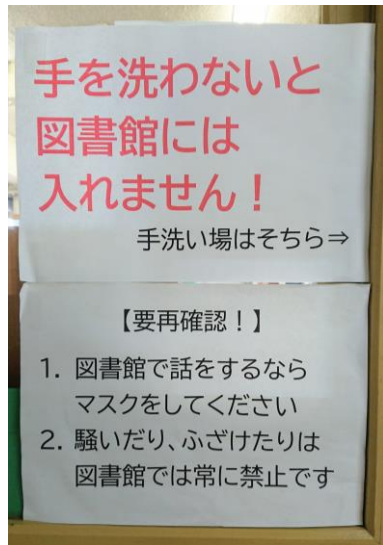 手を洗わないと
図書館には
入れません！
手洗い場はそちら⇒
【要再確認！】
1. 図書館で話をするなら
マスクをしてください
2. 騒いだり、ふざけたりは
図書館では常に禁止です